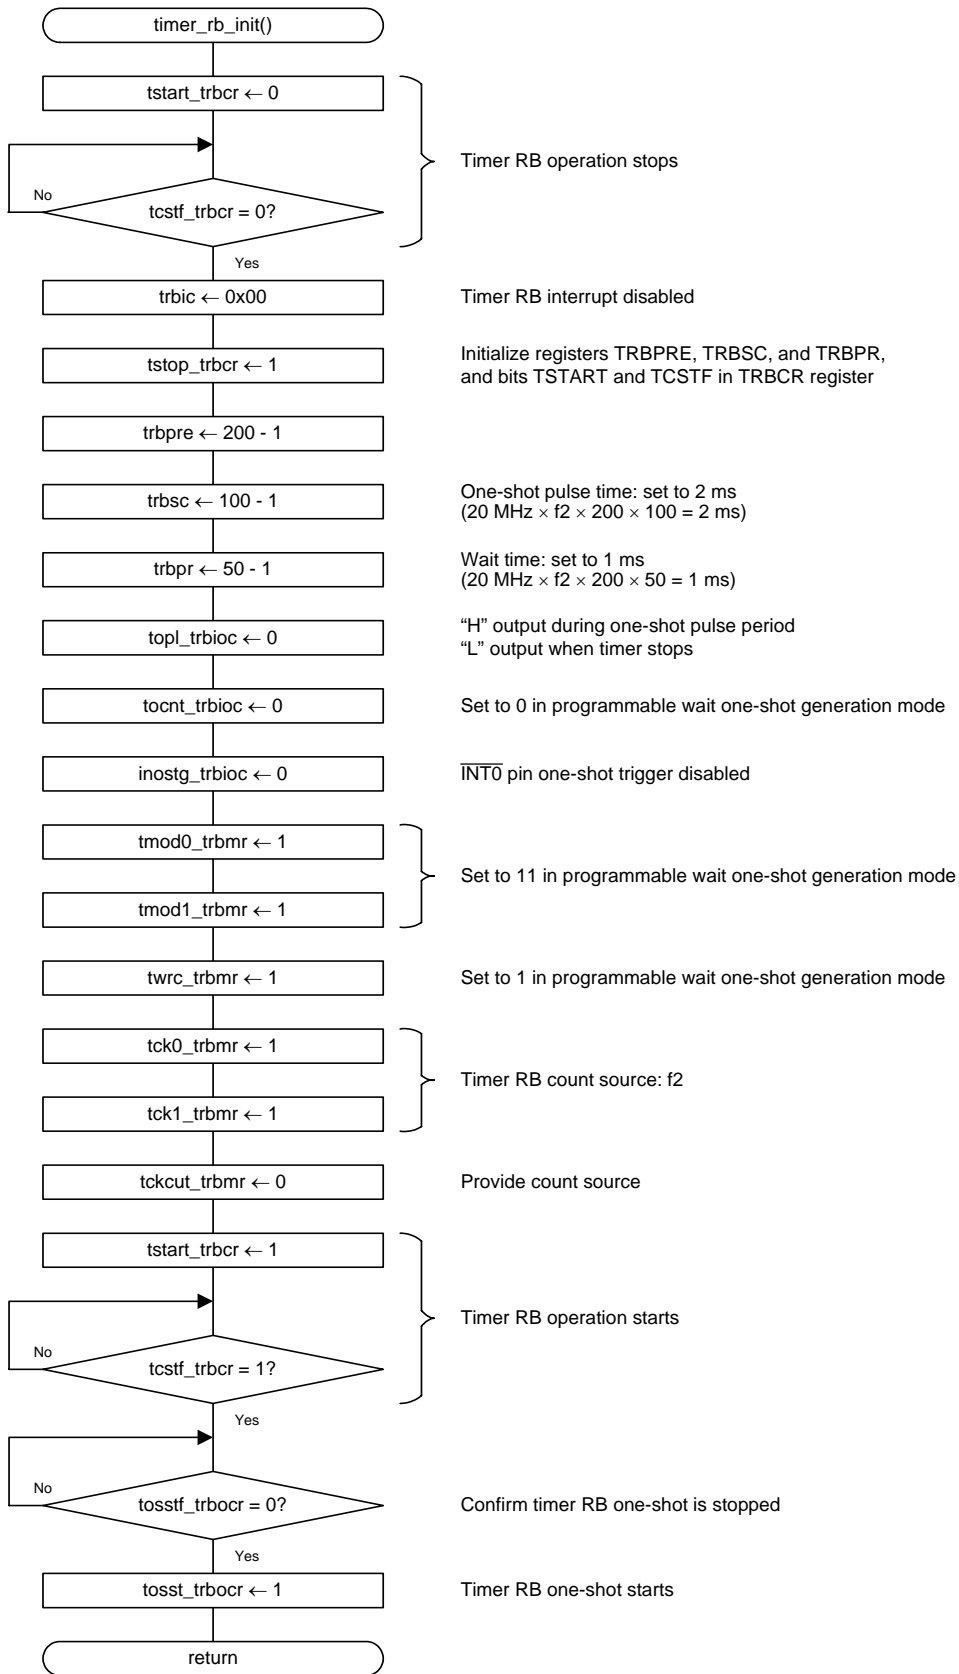 timer_rb_init()
tstart_trbcr ← 0
Timer RB operation stops
No
tcstf_trbcr = 0?
Yes
trbic ← 0x00
Timer RB interrupt disabled
tstop_trbcr ← 1
Initialize registers TRBPRE, TRBSC, and TRBPR,
and bits TSTART and TCSTF in TRBCR register
trbpre ← 200 - 1
trbsc ← 100 - 1
One-shot pulse time: set to 2 ms
(20 MHz × f2 × 200 × 100 = 2 ms)
trbpr ← 50 - 1
Wait time: set to 1 ms
(20 MHz × f2 × 200 × 50 = 1 ms)
topl_trbioc ← 0
“H” output during one-shot pulse period
“L” output when timer stops
tocnt_trbioc ← 0
Set to 0 in programmable wait one-shot generation mode
inostg_trbioc ← 0
INT0 pin one-shot trigger disabled
tmod0_trbmr ← 1
Set to 11 in programmable wait one-shot generation mode
tmod1_trbmr ← 1
twrc_trbmr ← 1
Set to 1 in programmable wait one-shot generation mode
tck0_trbmr ← 1
Timer RB count source: f2
tck1_trbmr ← 1
tckcut_trbmr ← 0
Provide count source
tstart_trbcr ← 1
Timer RB operation starts
No
tcstf_trbcr = 1?
Yes
No
tosstf_trbocr = 0?
Confirm timer RB one-shot is stopped
Yes
tosst_trbocr ← 1
Timer RB one-shot starts
return